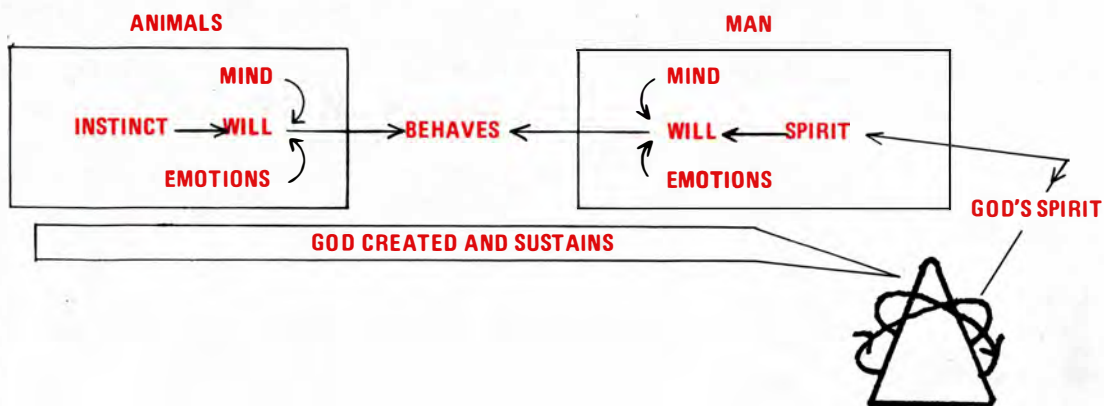 ANIMALS
MAN
MIND
MIND
INSTINCT WILL BEHAVES WILL SPIRIT
EMOTIONS
EMOTIONS
GOD'S SPIRIT
GOD CREATED AND SUSTAINS